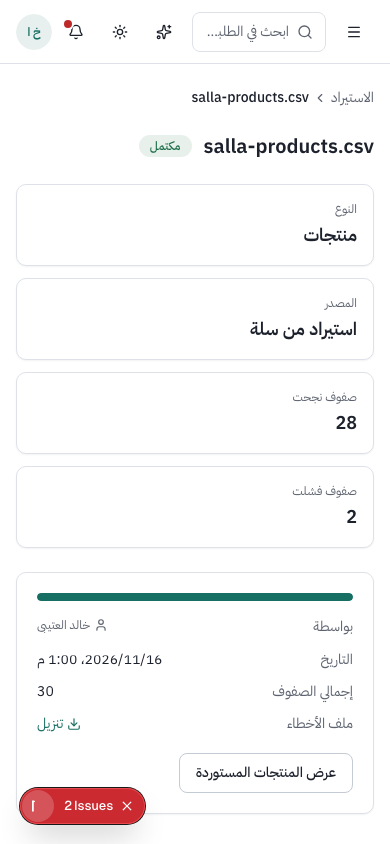 ابحث في الطلبـ...
خ ا
الاستيراد
salla-products.csv
salla-products.csv
مكتمل
النوع
منتجات
المصدر
استيراد من سلة
صفوف نجحت
28
صفوف فشلت
2
بواسطة
خالد العتيبي
التاريخ
2026/11/16، 1:00 م
إجمالي الصفوف
30
ملف الأخطاء
تنزيل
عرض المنتجات المستوردة
2 Issues